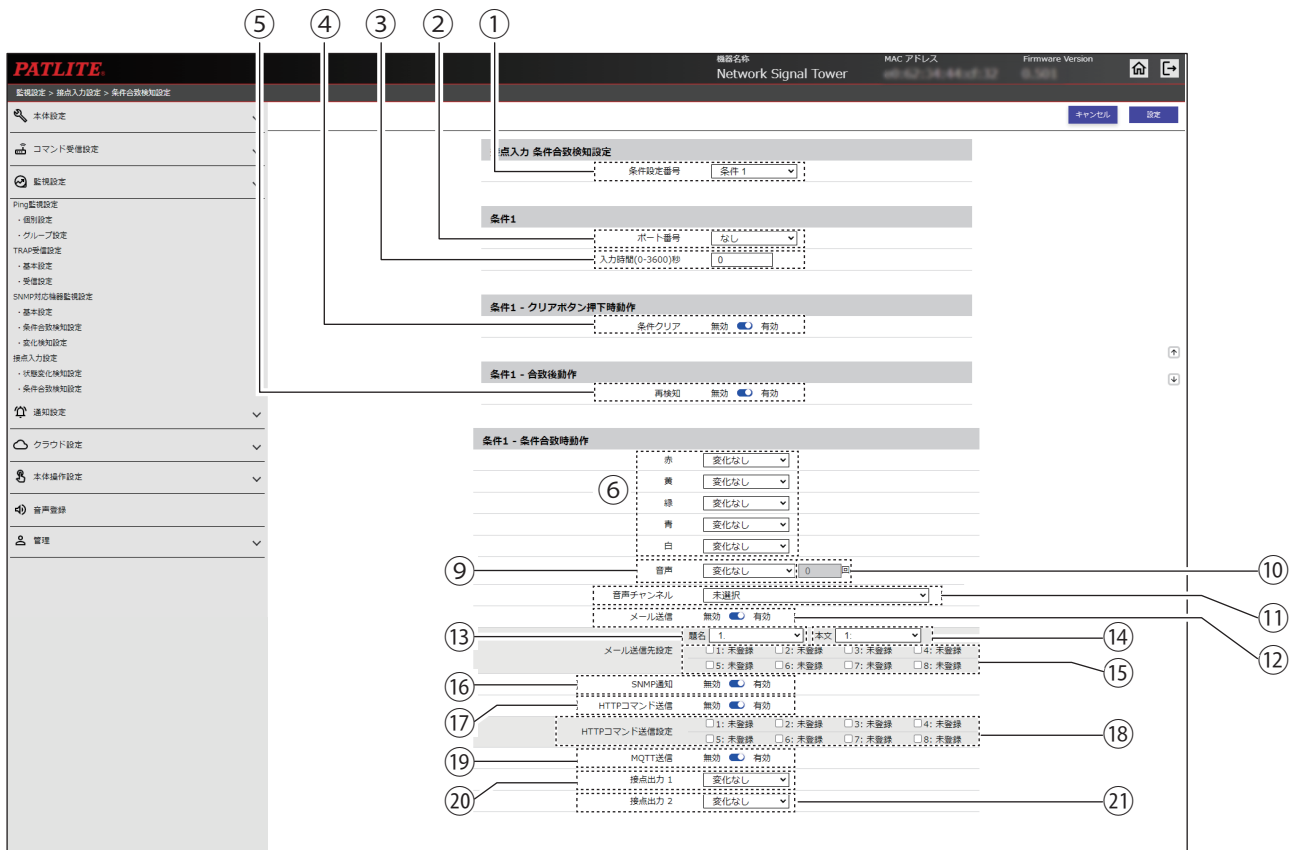 ⑤ ④ ③ ② ①
PATLITE
機器名称 MAC アドレス Firmware Version
Network Signal Tower
監視設定 > 接点入力設定 > 条件合致検知設定
キャンセル 設定
本体設定
コマンド受信設定
監視設定
Ping監視設定
・個別設定
・グループ設定
TRAP受信設定
・基本設定
・受信設定
SNMP対応機器監視設定
・基本設定
・条件合致検知設定
・変化検知設定
接点入力設定
・状態変化検知設定
・条件合致検知設定
通知設定
クラウド設定
本体操作設定
音声登録
管理
点入力 条件合致検知設定
条件設定番号 条件 1
条件1
ポート番号 なし
入力時間(0-3600)秒 0
条件1 - クリアボタン押下時動作
条件クリア 無効 有効
条件1 - 合致後動作
再検知 無効 有効
条件1 - 条件合致時動作
⑥
赤 変化なし
黄 変化なし
緑 変化なし
青 変化なし
白 変化なし
⑨ 音声 変化なし 0 回 ⑩
音声チャンネル 未選択 ⑪
メール送信 無効 有効 ⑫
⑬ 題名 1: 本文 1: ⑭
メール送信先設定 1: 未登録 2: 未登録 3: 未登録 4: 未登録
5: 未登録 6: 未登録 7: 未登録 8: 未登録 ⑮
⑯ SNMP通知 無効 有効
⑰ HTTPコマンド送信 無効 有効
HTTPコマンド送信設定 1: 未登録 2: 未登録 3: 未登録 4: 未登録
5: 未登録 6: 未登録 7: 未登録 8: 未登録 ⑱
⑲ MQTT送信 無効 有効
⑳ 接点出力 1 変化なし
接点出力 2 変化なし ㉑